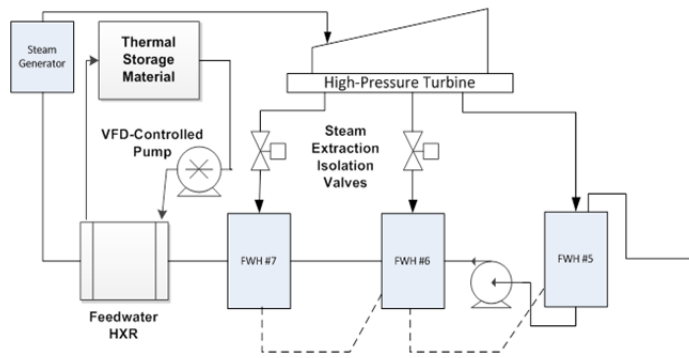 Steam
Generator
Thermal
Storage
Material
High-Pressure Turbine
VFD-Controlled
Pump
Steam
Extraction
Isolation
Valves
FWH #7
FWH #6
FWH #5
Feedwater
HXR